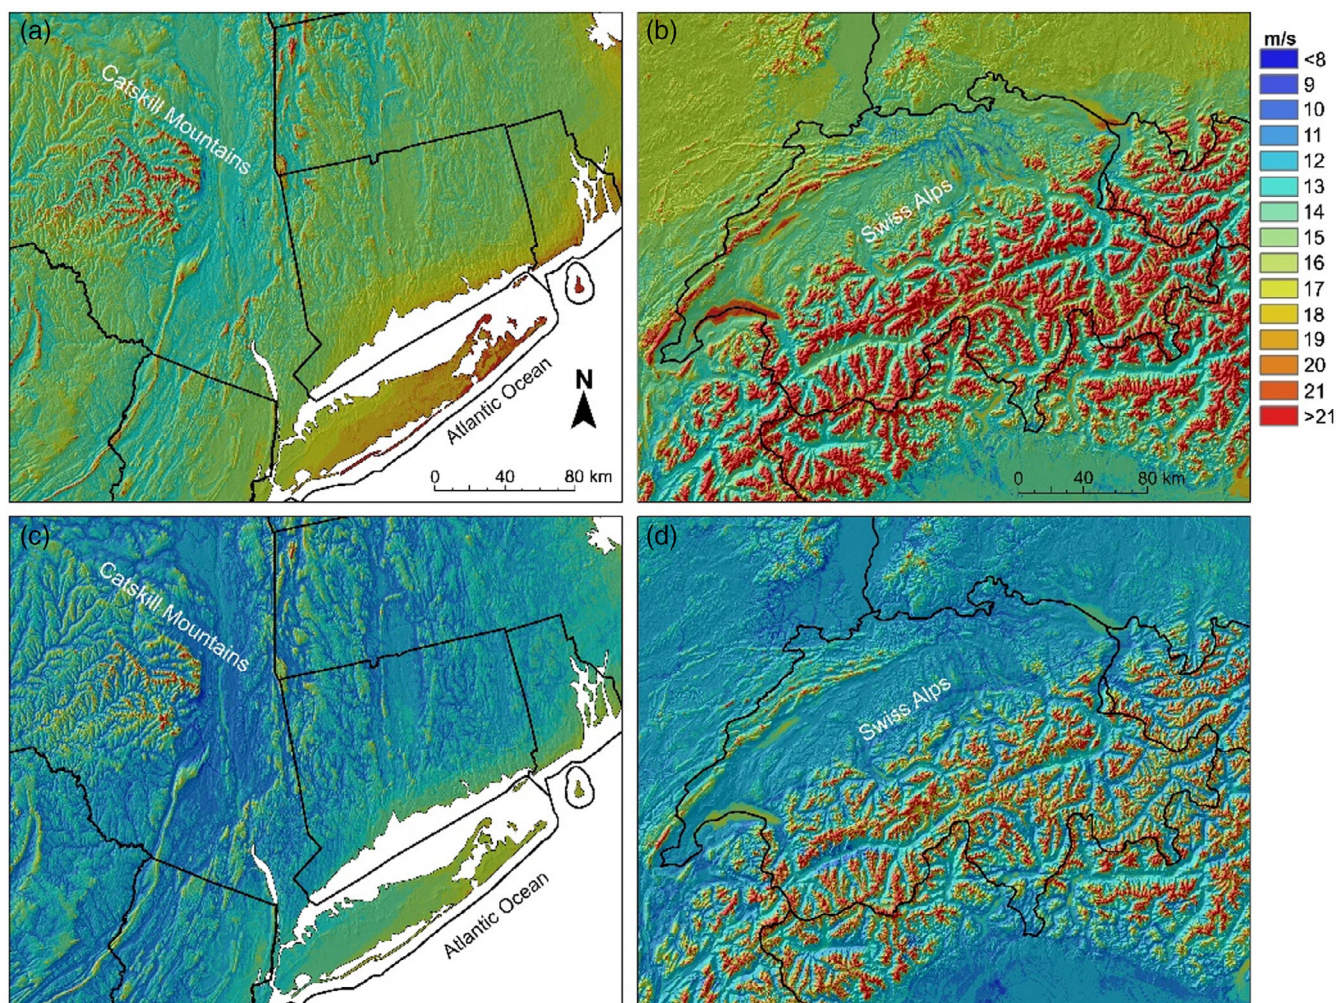 (a)
Catskill Mountains
N
Atlantic Ocean
0 40 80 km
(b)
Swiss Alps
0 40 80 km
m/s
<8
9
10
11
12
13
14
15
16
17
18
19
20
21
>21
(c)
Catskill Mountains
Atlantic Ocean
(d)
Swiss Alps